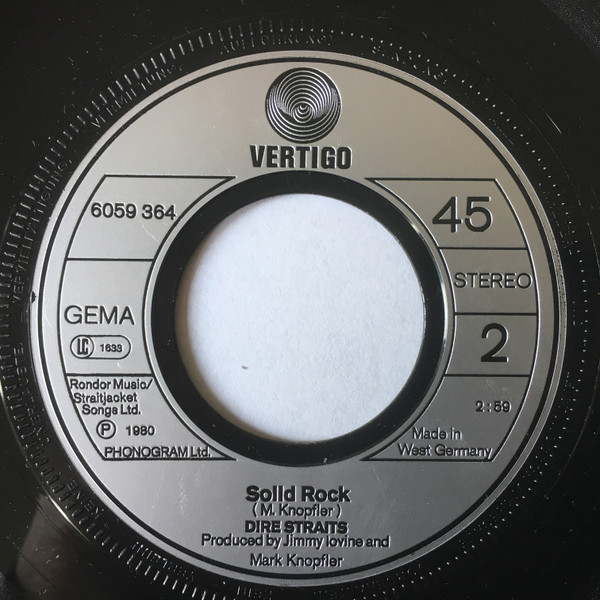 VERTIGO
6059 364
45
STEREO
GEMA
LC 1633
2
Rondor Music/
Straitjacket
Songs Ltd.
2:59
P 1980
Made in
West Germany
PHONOGRAM Ltd.
Solid Rock
( M. Knopfler )
DIRE STRAITS
Produced by Jimmy Iovine and
Mark Knopfler